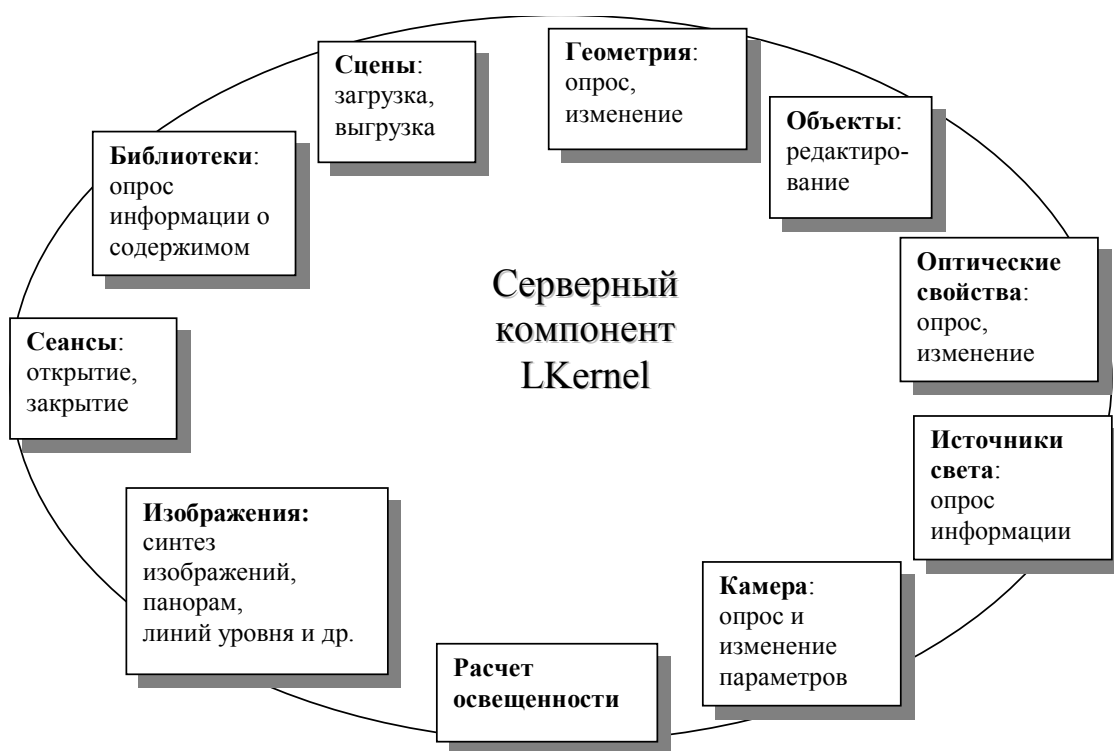 Сцены:
загрузка,
выгрузка
Геометрия:
опрос,
изменение
Объекты:
редактиро-
вание
Библиотеки:
опрос
информации о
содержимом
Оптические
свойства:
опрос,
изменение
Серверный
компонент
LKernel
Сеансы:
открытие,
закрытие
Источники
света:
опрос
информации
Изображения:
синтез
изображений,
панорам,
линий уровня и др.
Камера:
опрос и
изменение
параметров
Расчет
освещенности